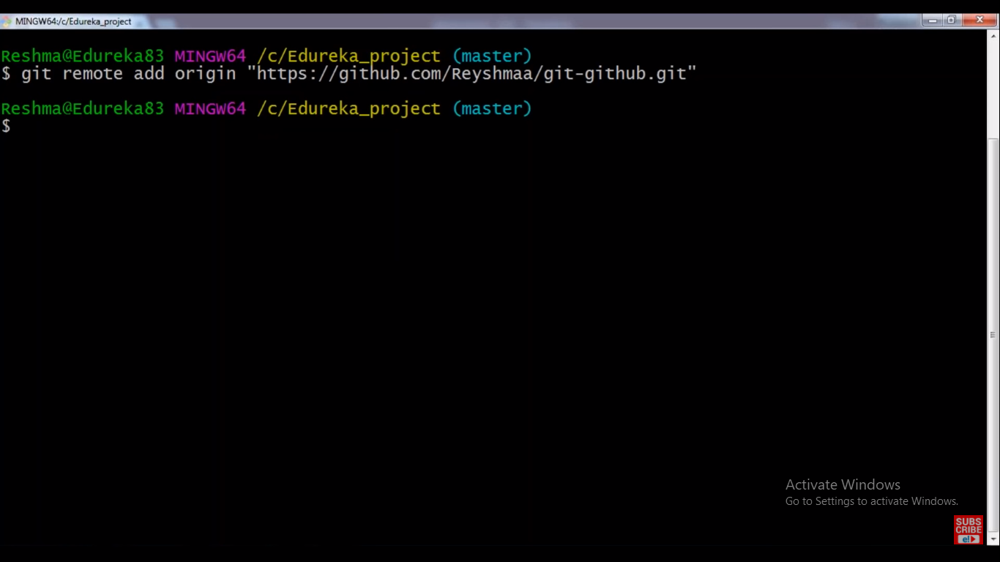 MINGW64:/c/Edureka_project
Reshma@Edureka83 MINGW64 /c/Edureka_project (master)
$ git remote add origin "https://github.com/Reyshmaa/git-github.git"
Reshma@Edureka83 MINGW64 /c/Edureka_project (master)
$
Activate Windows
Go to Settings to activate Windows.
SUBS
CRIBE
e!